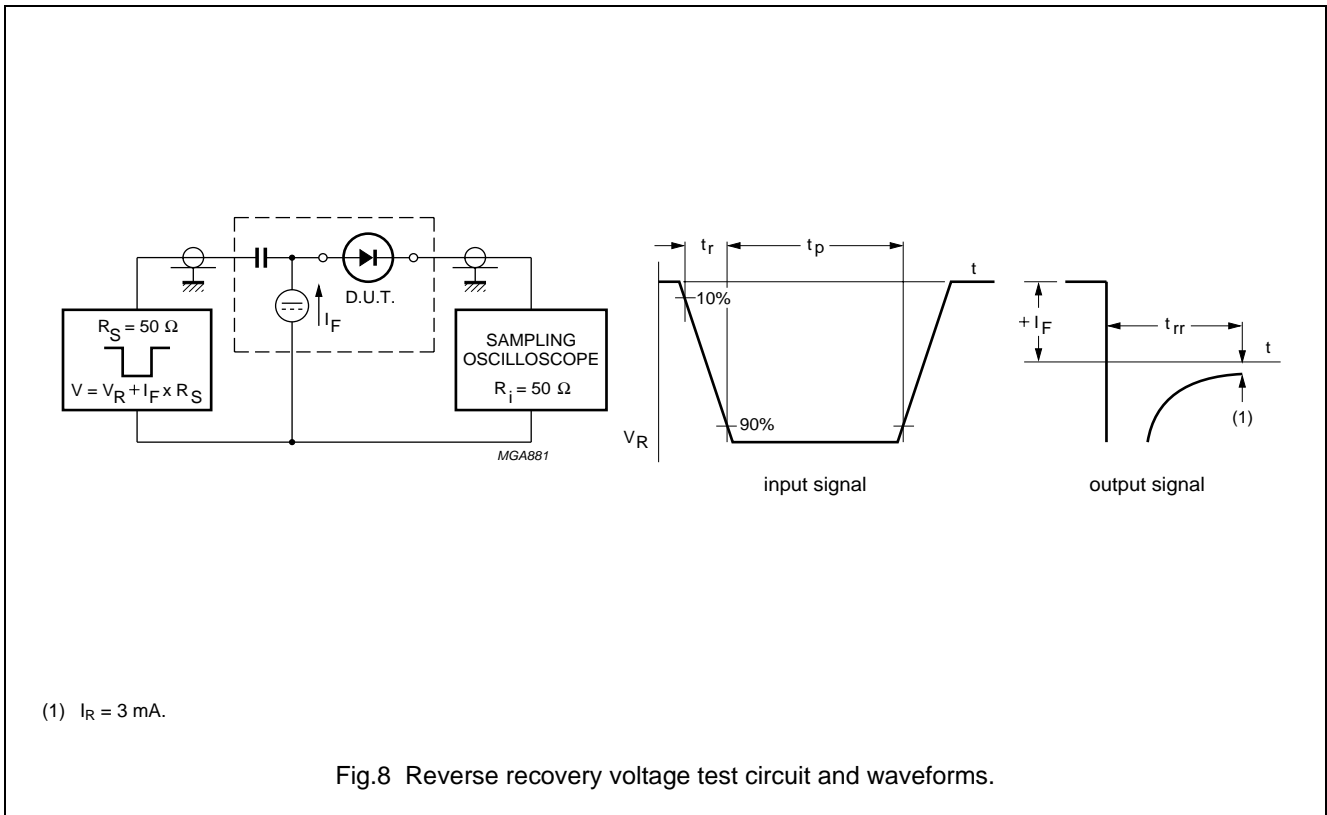 R_S = 50 Ω
V = V_R + I_F x R_S
I_F
D.U.T.
SAMPLING
OSCILLOSCOPE
R_i = 50 Ω
MGA881
t_r
t_p
t
10%
90%
V_R
input signal
+ I_F
t_rr
t
(1)
output signal
(1) I_R = 3 mA.
Fig.8 Reverse recovery voltage test circuit and waveforms.